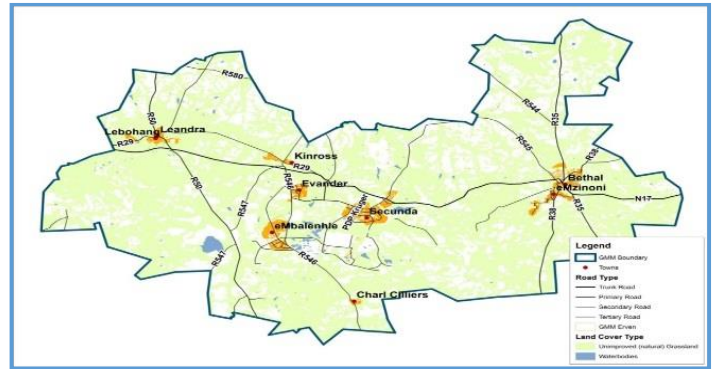 R580
R50
Lebohang
Leandra
R29
Kinross
R29
R544
R35
R545
R38
Bethal
eMzinoni
N17
R35
R38
Evander
R546
R547
R50
PDP Kruger
Secunda
eMbalenhle
R547
R546
Charl Cilliers
Legend
GMM Boundary
Towns
Road Type
Trunk Road
Primary Road
Secondary Road
Tertiary Road
GMM Erven
Land Cover Type
Unimproved (natural) Grassland
Waterbodies